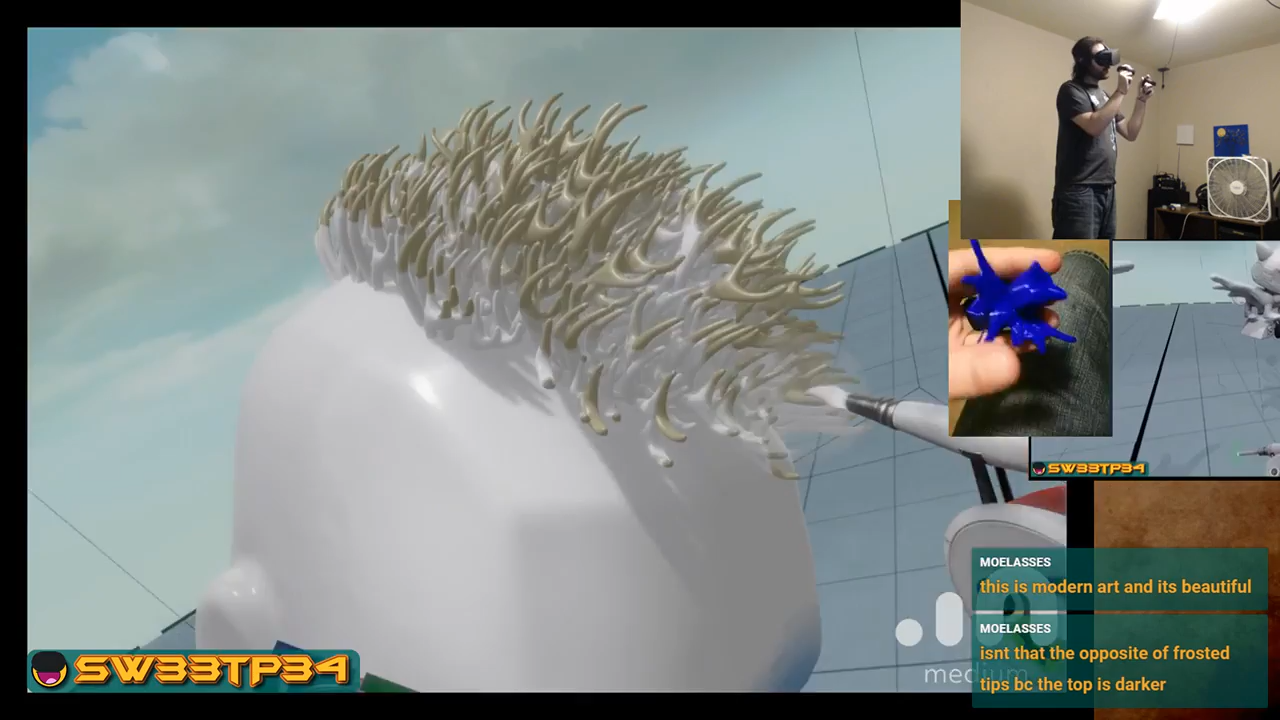 SW33TP34
MOELASSES
this is modern art and its beautiful
MOELASSES
isnt that the opposite of frosted
tips bc the top is darker
medium
SW33TP34